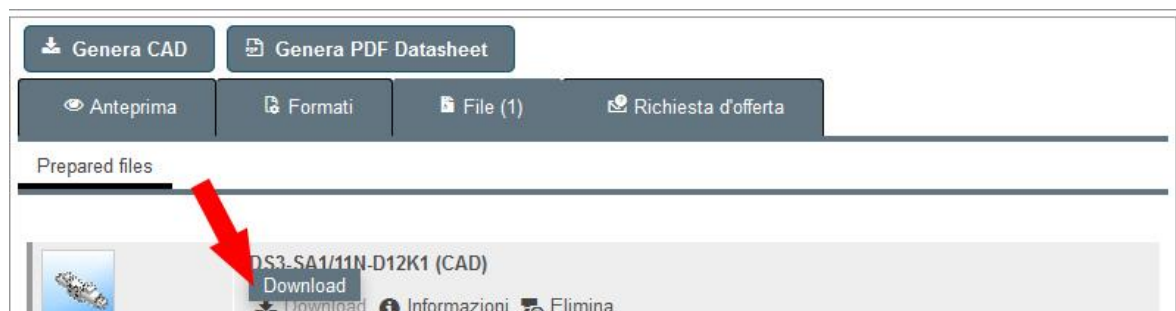 Genera CAD Genera PDF Datasheet
Anteprima Formati File (1) Richiesta d'offerta
Prepared files
DS3-SA1/11N-D12K1 (CAD)
Download
Download Informazioni Elimina